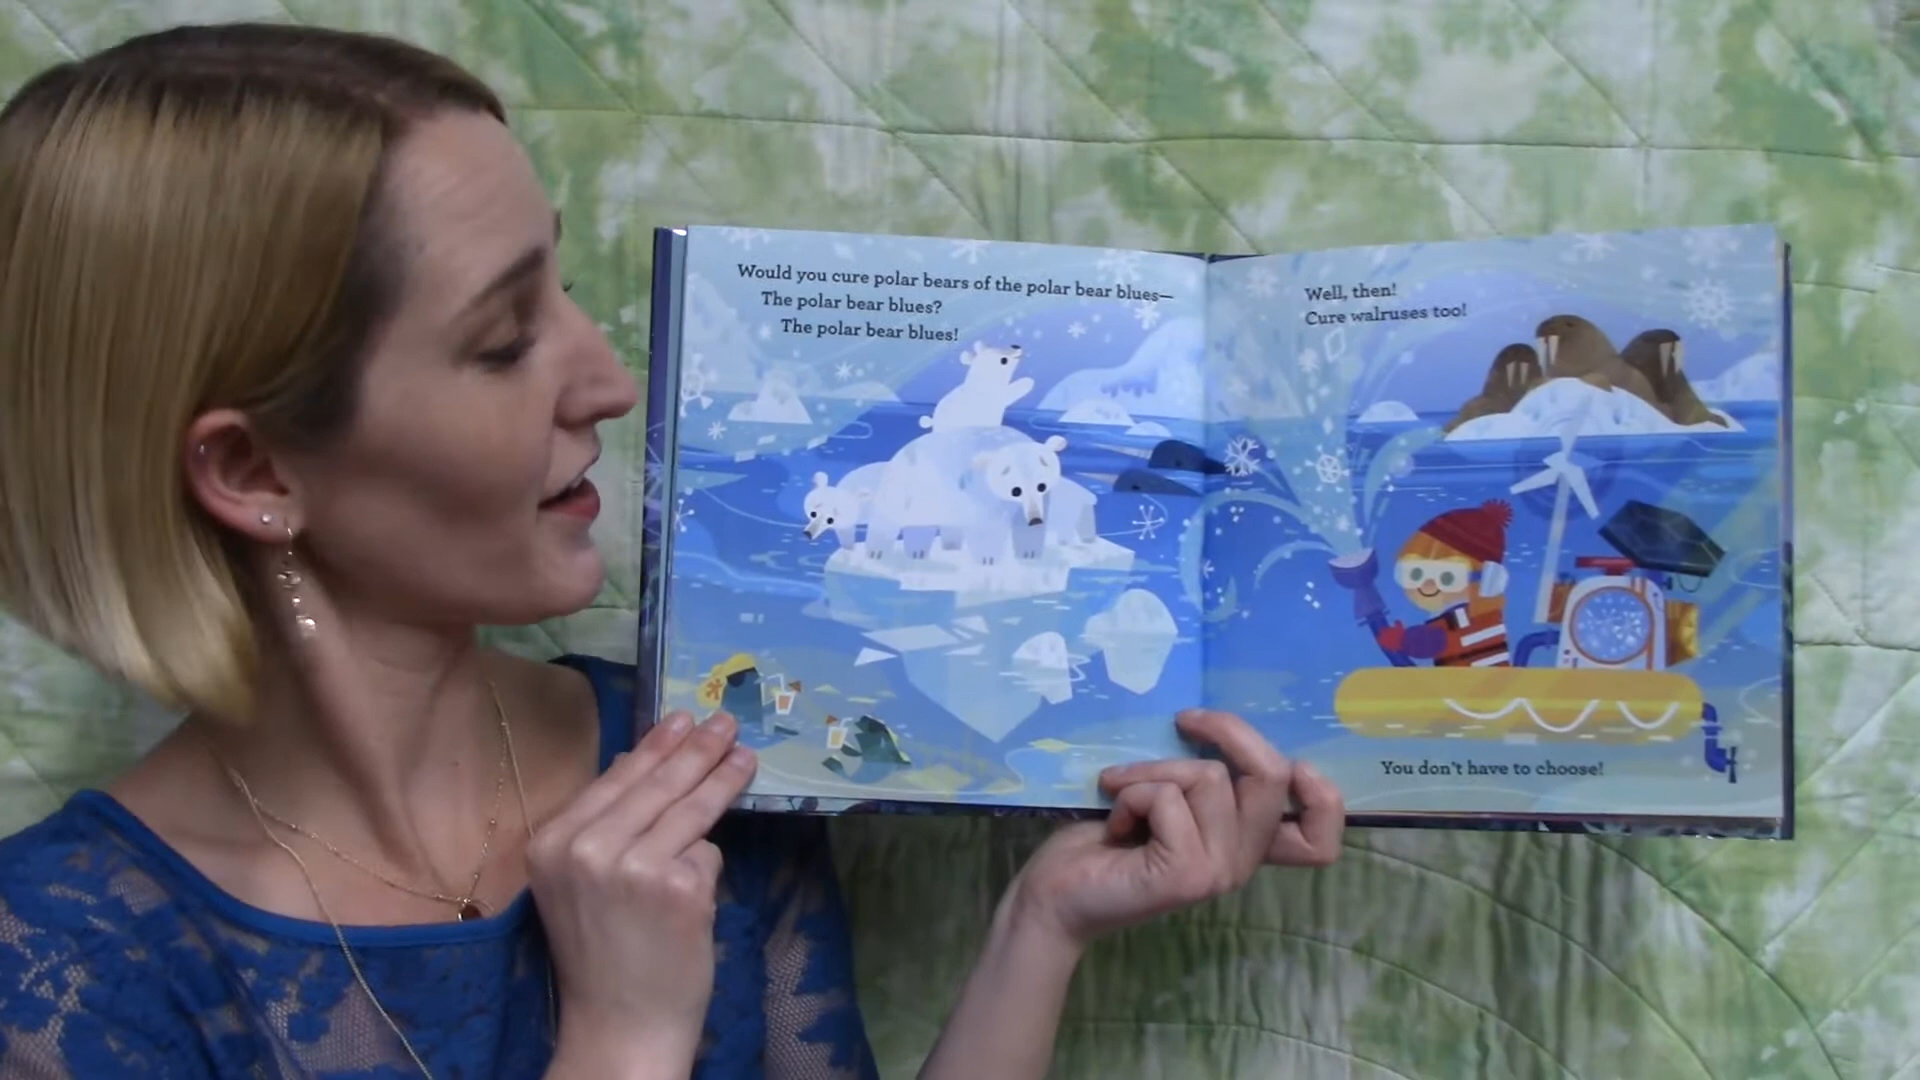 Would you cure polar bears of the polar bear blues—
The polar bear blues?
The polar bear blues!
Well, then!
Cure walruses too!
You don't have to choose!